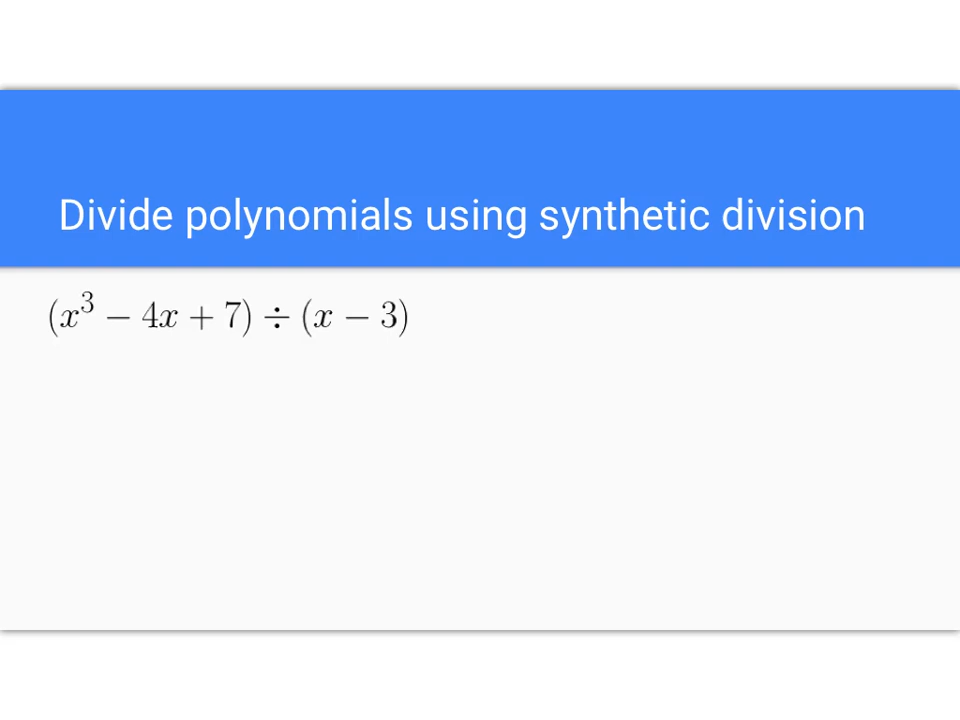 Divide polynomials using synthetic division
(x³ − 4x + 7) ÷ (x − 3)